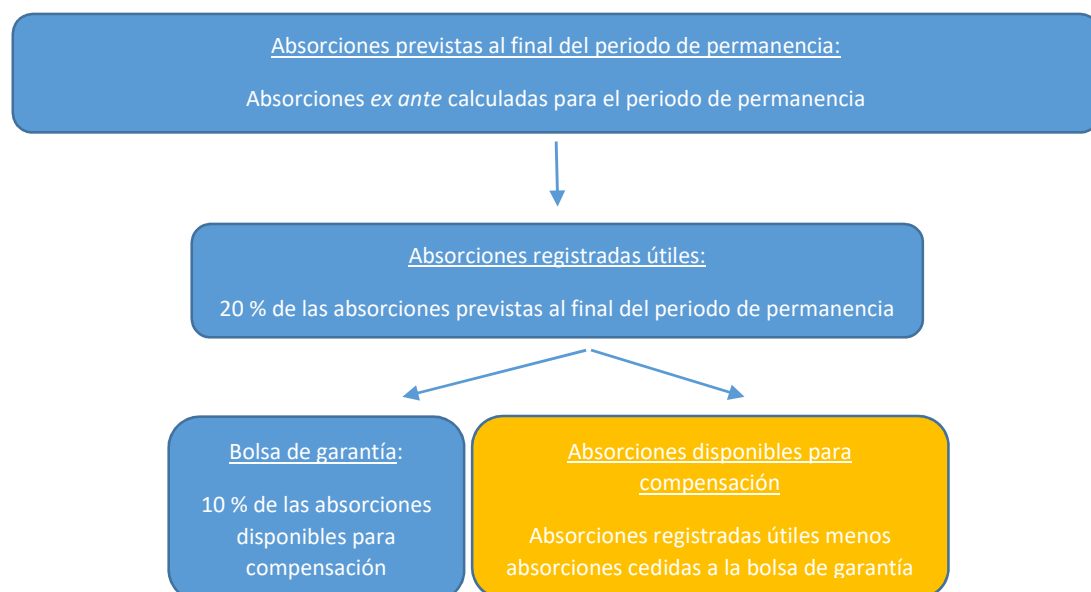 Absorciones previstas al final del periodo de permanencia:
Absorciones ex ante calculadas para el periodo de permanencia
Absorciones registradas útiles:
20 % de las absorciones previstas al final del periodo de permanencia
Bolsa de garantía:
10 % de las absorciones
disponibles para
compensación
Absorciones disponibles para
compensación
Absorciones registradas útiles menos
absorciones cedidas a la bolsa de garantía